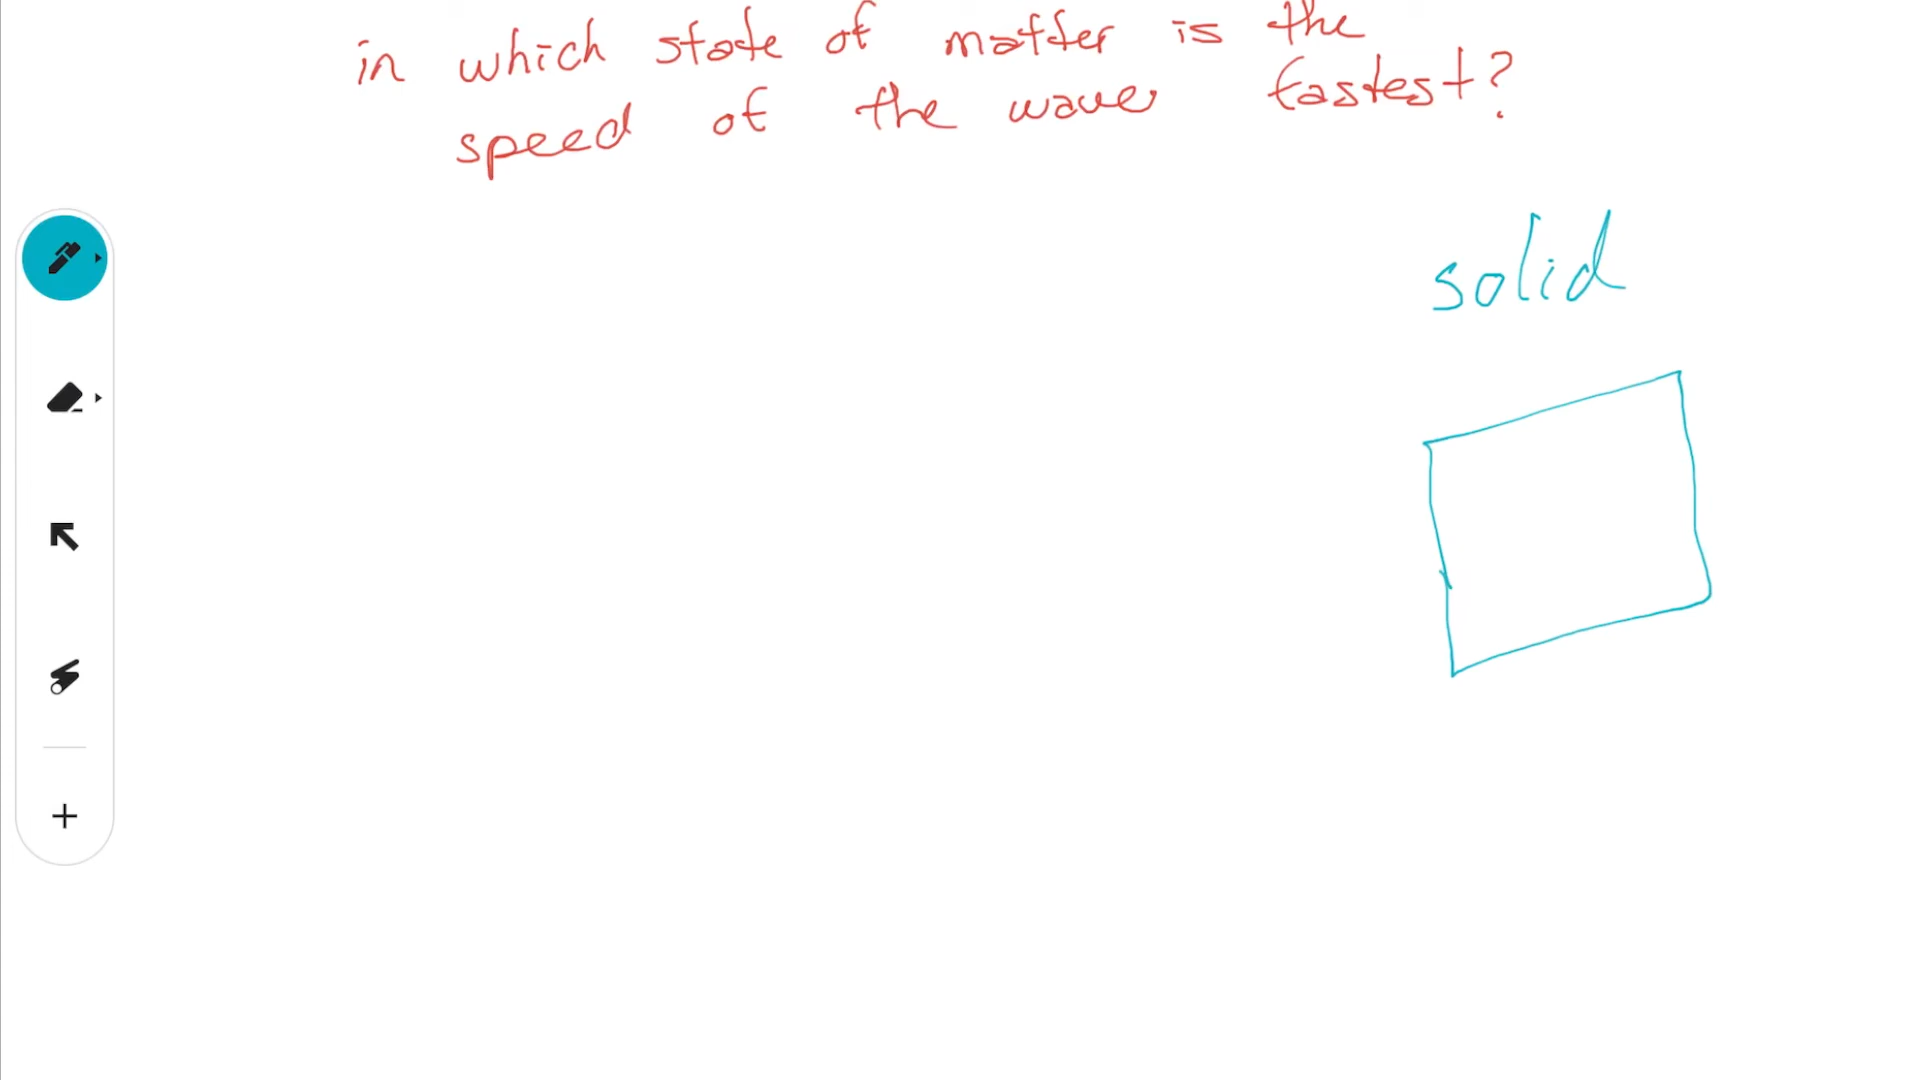 in which state of matter is the
speed of the wave fastest?
solid